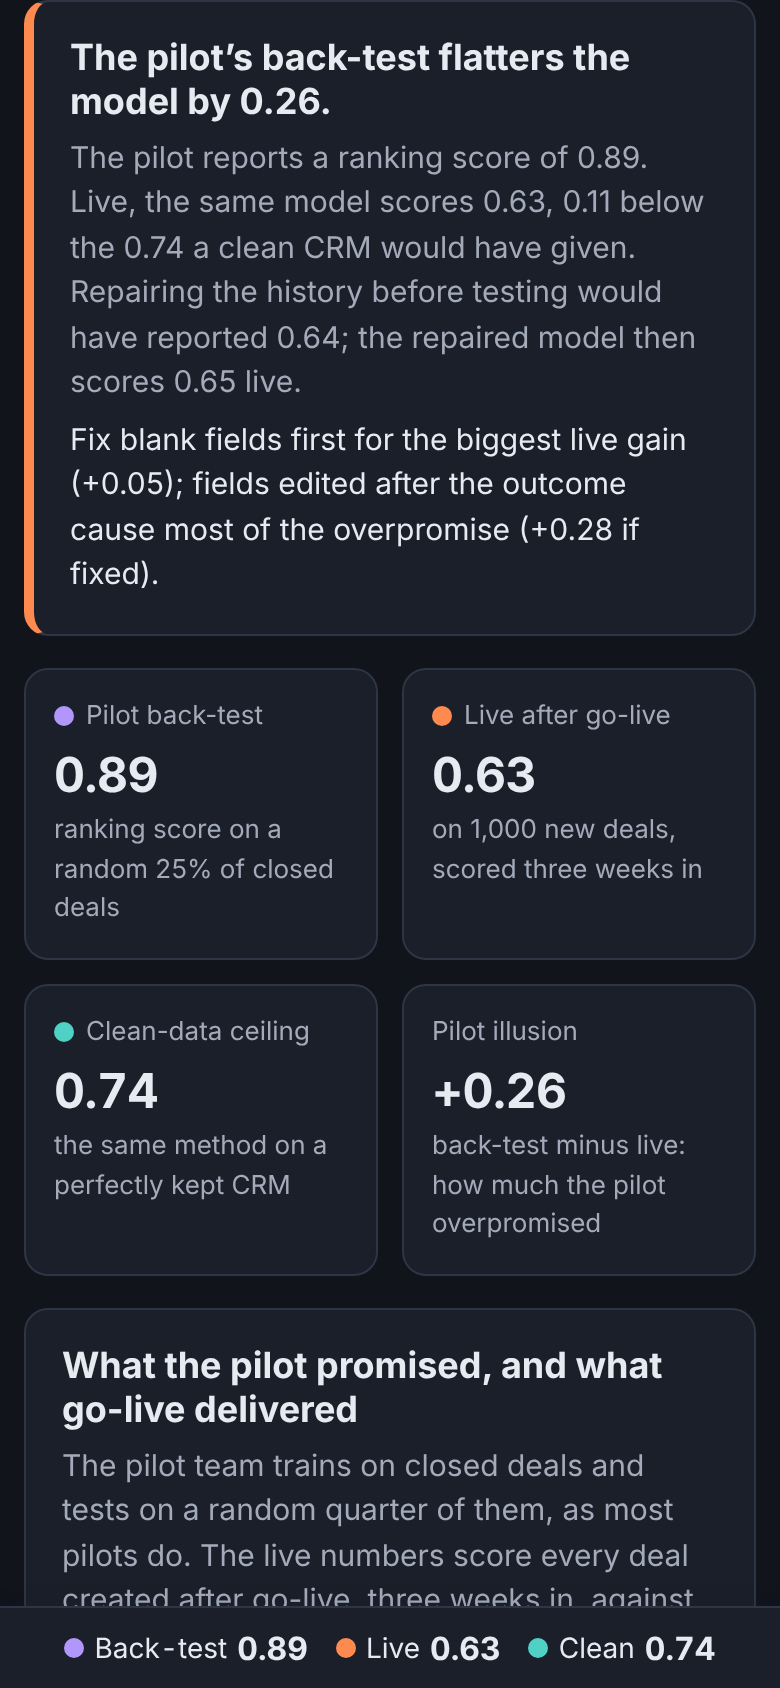 The pilot’s back-test flatters the
model by 0.26.
The pilot reports a ranking score of 0.89.
Live, the same model scores 0.63, 0.11 below
the 0.74 a clean CRM would have given.
Repairing the history before testing would
have reported 0.64; the repaired model then
scores 0.65 live.
Fix blank fields first for the biggest live gain
(+0.05); fields edited after the outcome
cause most of the overpromise (+0.28 if
fixed).
Pilot back-test
0.89
ranking score on a
random 25% of closed
deals
Live after go-live
0.63
on 1,000 new deals,
scored three weeks in
Clean-data ceiling
0.74
the same method on a
perfectly kept CRM
Pilot illusion
+0.26
back-test minus live:
how much the pilot
overpromised
What the pilot promised, and what
go-live delivered
The pilot team trains on closed deals and
tests on a random quarter of them, as most
pilots do. The live numbers score every deal
created after go-live, three weeks in, against
Back-test 0.89 Live 0.63 Clean 0.74